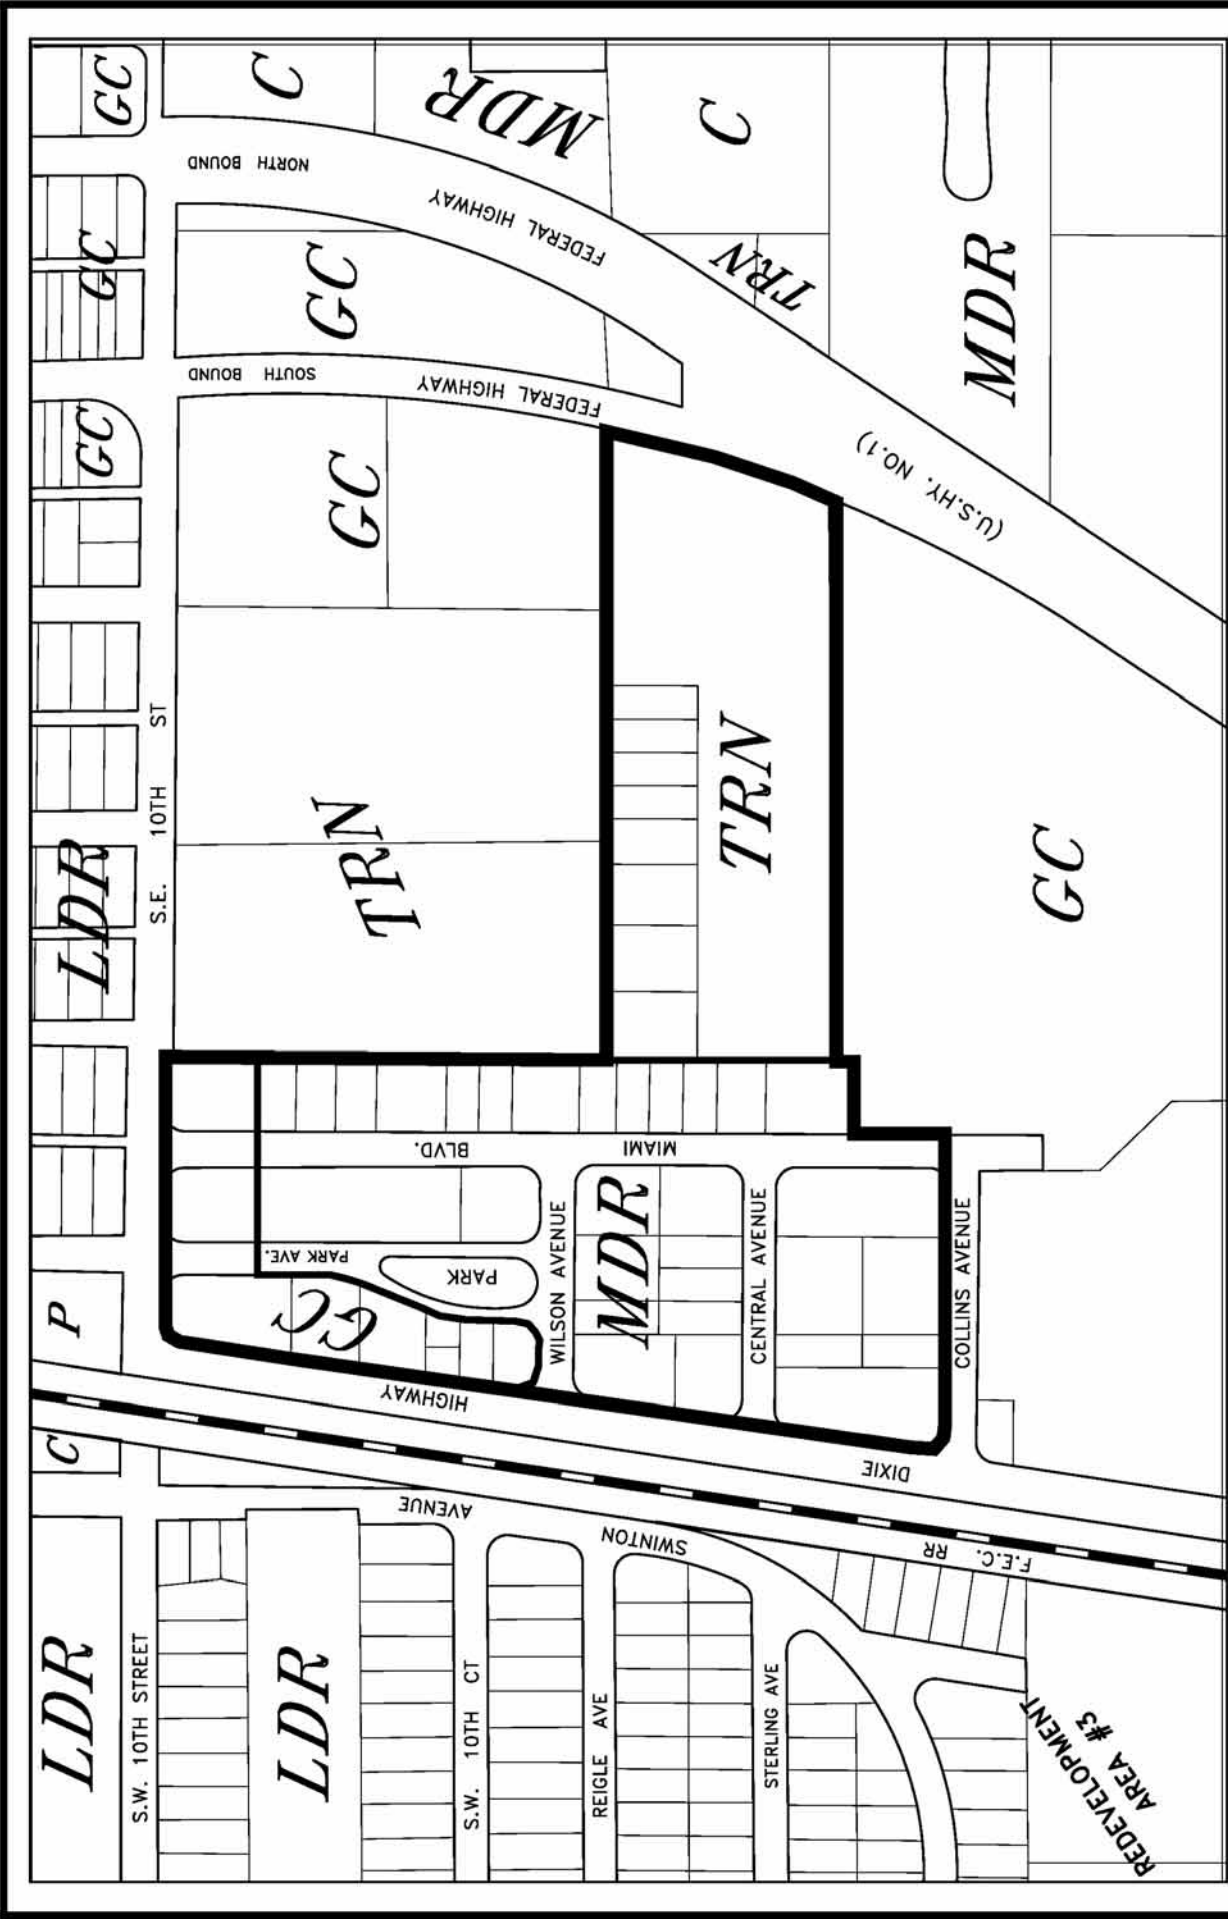 GC
C
MDR
C
NORTH BOUND
FEDERAL HIGHWAY
GC
GC
TRN
MDR
SOUTH BOUND
FEDERAL HIGHWAY
GC
GC
(U.S.HY. NO.1)
S.E. 10TH ST
TRN
TRN
LDR
GC
MIAMI BLVD.
PARK AVE.
PARK
WILSON AVENUE
MDR
CENTRAL AVENUE
COLLINS AVENUE
P
GC
DIXIE HIGHWAY
C
SWINTON AVENUE
F.E.C. RR
LDR
S.W. 10TH STREET
LDR
S.W. 10TH CT
REIGLE AVE
STERLING AVE
REDEVELOPMENT
AREA #3